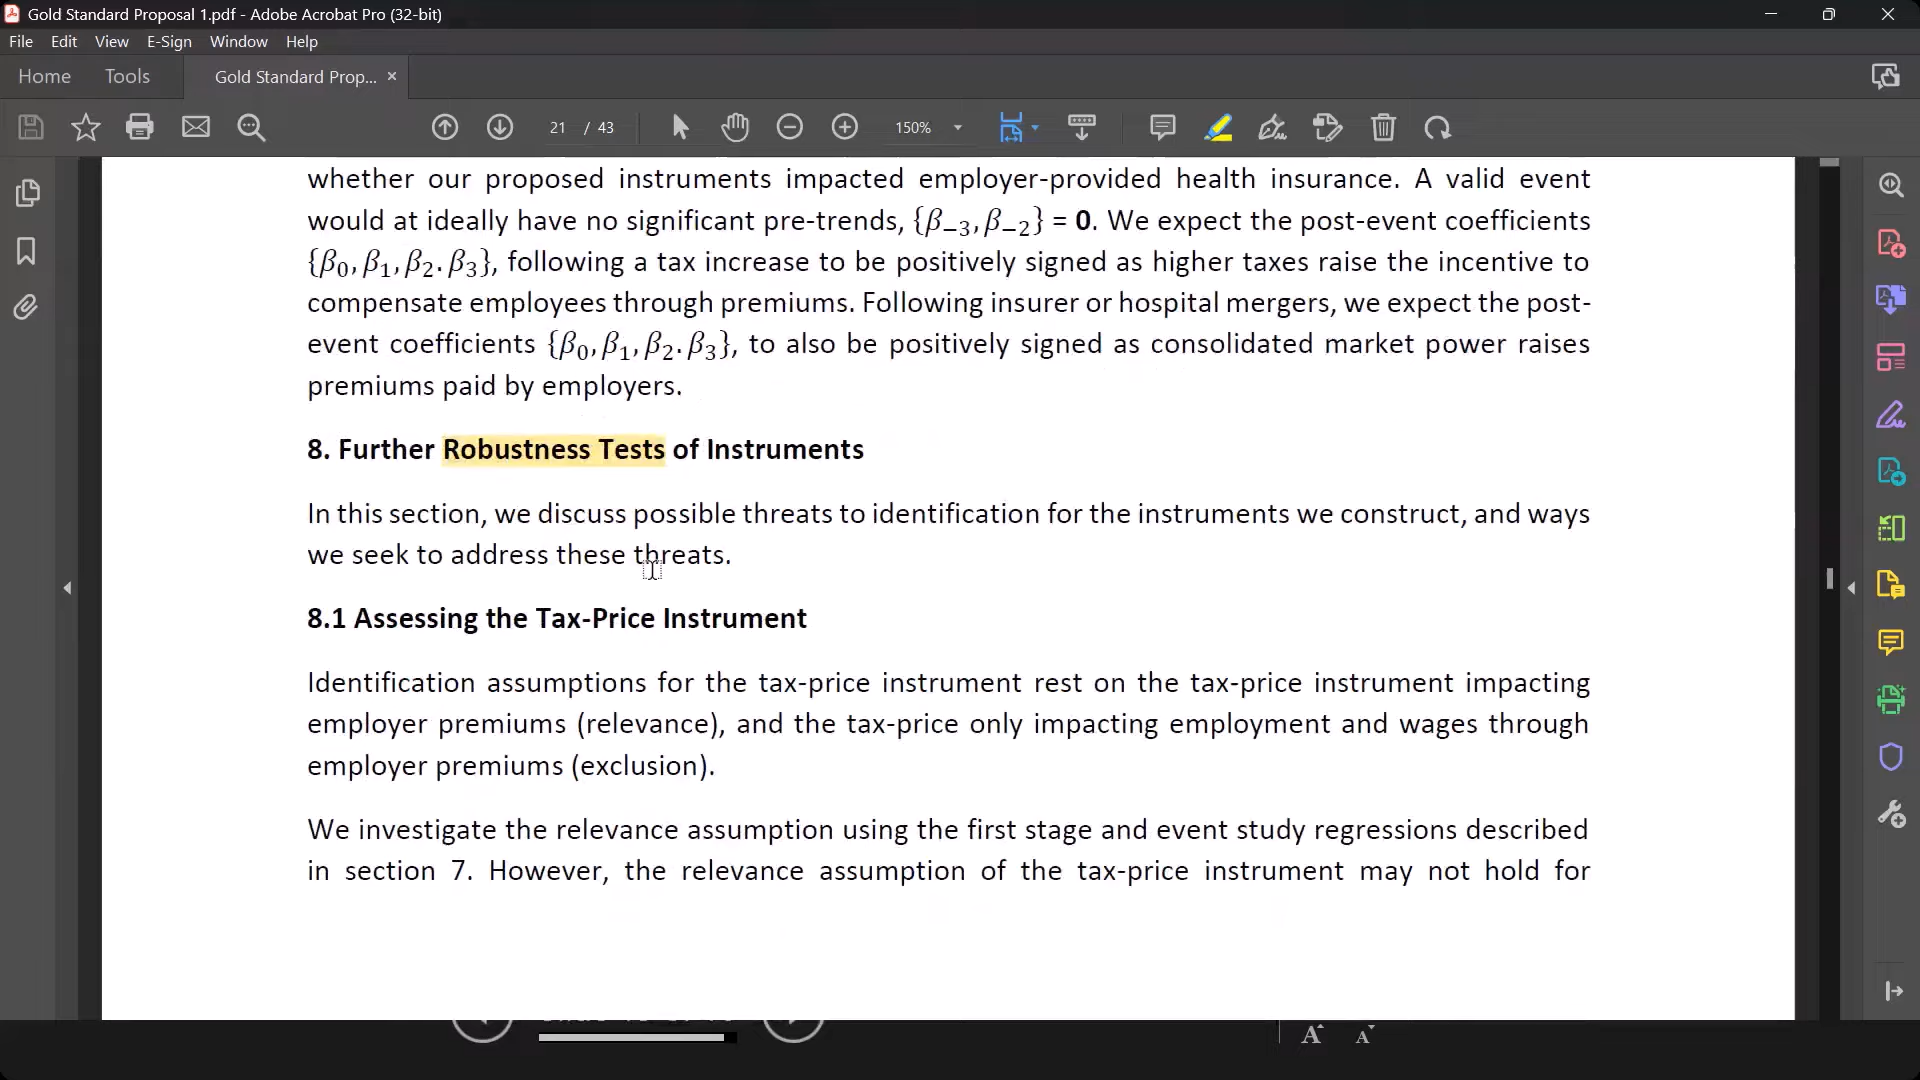 Gold Standard Proposal 1.pdf - Adobe Acrobat Pro (32-bit)
File Edit View E-Sign Window Help
Home Tools Gold Standard Prop... ×
21 / 43 150%
whether our proposed instruments impacted employer-provided health insurance. A valid event
would at ideally have no significant pre-trends, {β₋₃, β₋₂} = 0. We expect the post-event coefficients
{β₀, β₁, β₂. β₃}, following a tax increase to be positively signed as higher taxes raise the incentive to
compensate employees through premiums. Following insurer or hospital mergers, we expect the post-
event coefficients {β₀, β₁, β₂. β₃}, to also be positively signed as consolidated market power raises
premiums paid by employers.
8. Further Robustness Tests of Instruments
In this section, we discuss possible threats to identification for the instruments we construct, and ways
we seek to address these threats.
8.1 Assessing the Tax-Price Instrument
Identification assumptions for the tax-price instrument rest on the tax-price instrument impacting
employer premiums (relevance), and the tax-price only impacting employment and wages through
employer premiums (exclusion).
We investigate the relevance assumption using the first stage and event study regressions described
in section 7. However, the relevance assumption of the tax-price instrument may not hold for
A A